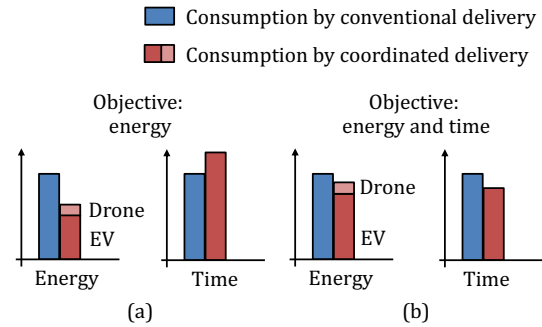 Consumption by conventional delivery
Consumption by coordinated delivery
Objective:
energy
Objective:
energy and time
Drone
EV
Drone
EV
Energy
Time
Energy
Time
(a)
(b)